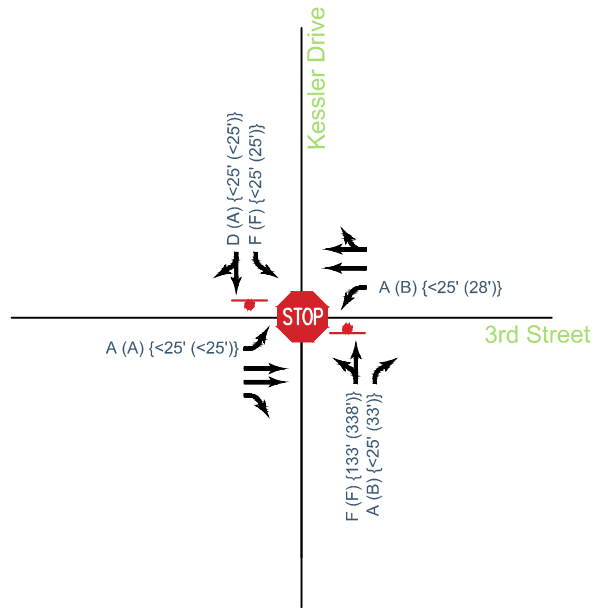 Kessler Drive
D (A) {<25' (<25')}
F (F) {<25' (25')}
A (B) {<25' (28')}
STOP
3rd Street
A (A) {<25' (<25')}
F (F) {133' (338')}
A (B) {<25' (33')}